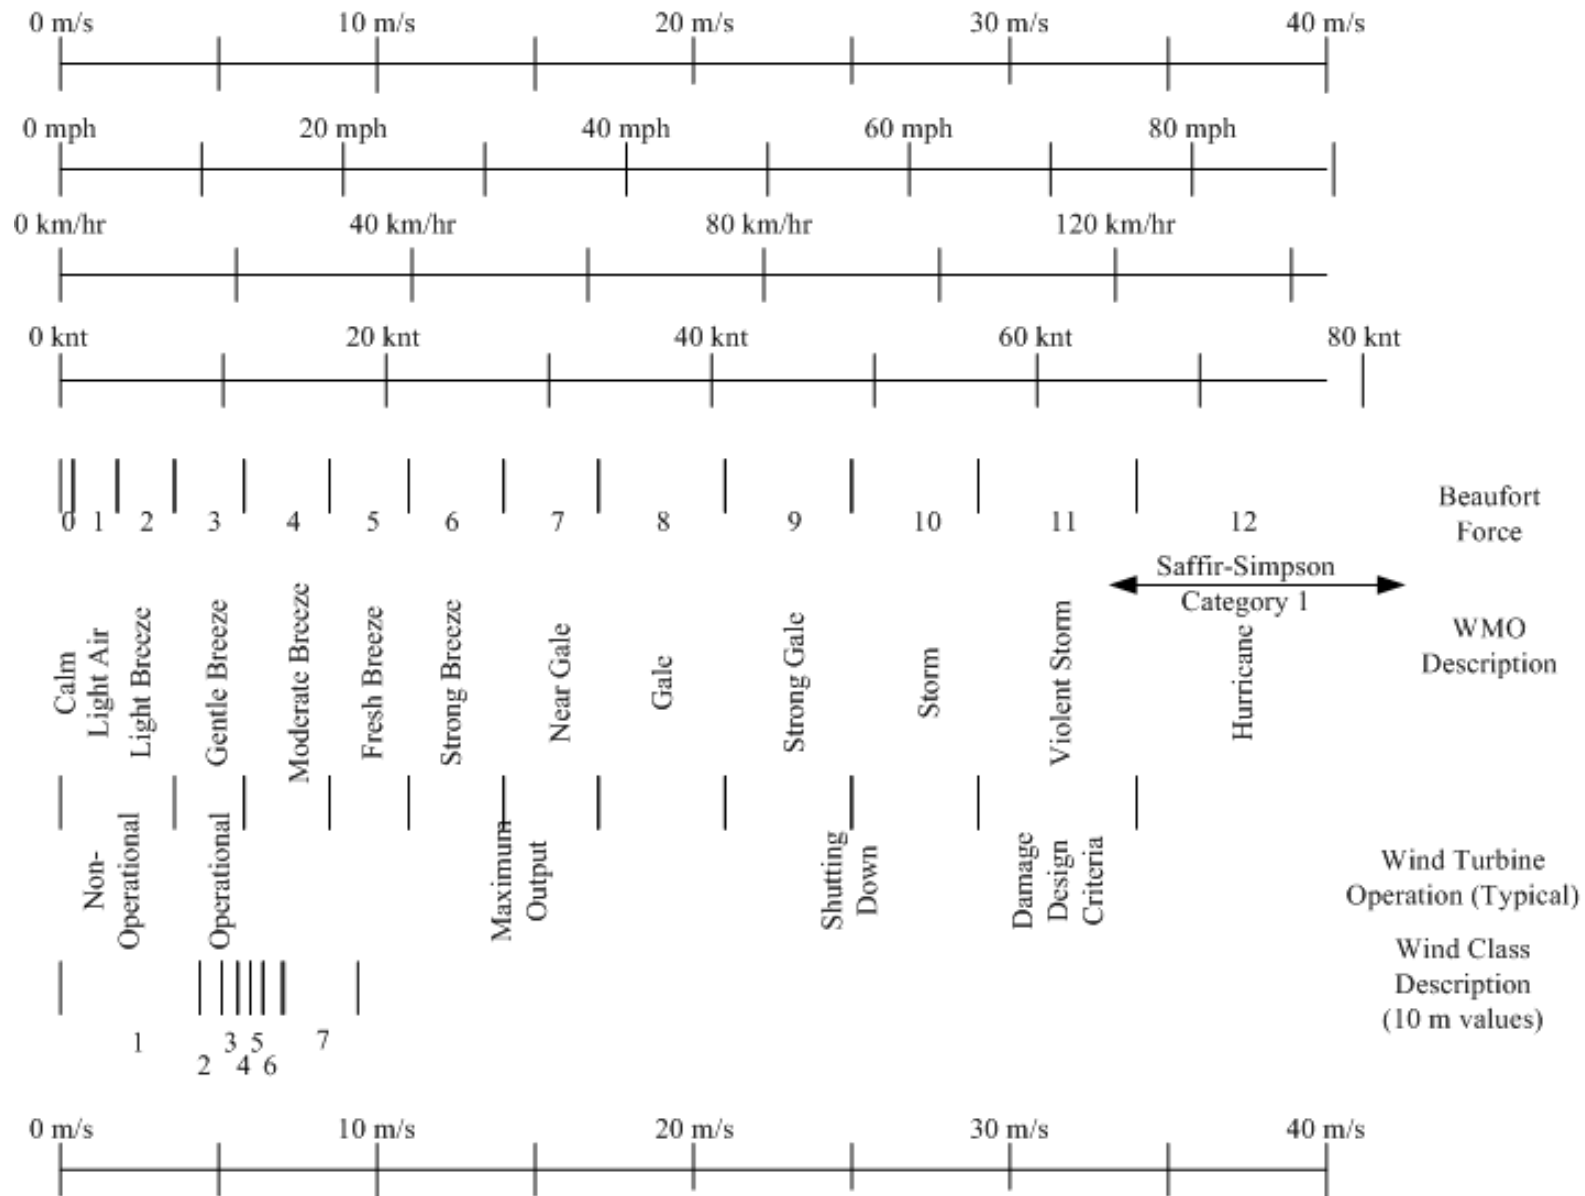 0 m/s 10 m/s 20 m/s 30 m/s 40 m/s
0 mph 20 mph 40 mph 60 mph 80 mph
0 km/hr 40 km/hr 80 km/hr 120 km/hr
0 knt 20 knt 40 knt 60 knt 80 knt
0 1 2 3 4 5 6 7 8 9 10 11 12
Beaufort
Force
Saffir-Simpson
Category 1
Calm
Light Air
Light Breeze
Gentle Breeze
Moderate Breeze
Fresh Breeze
Strong Breeze
Near Gale
Gale
Strong Gale
Storm
Violent Storm
Hurricane
WMO
Description
Non-
Operational
Operational
Maximum
Output
Shutting
Down
Damage
Design
Criteria
Wind Turbine
Operation (Typical)
Wind Class
Description
(10 m values)
1 2 3 4 5 6 7
0 m/s 10 m/s 20 m/s 30 m/s 40 m/s